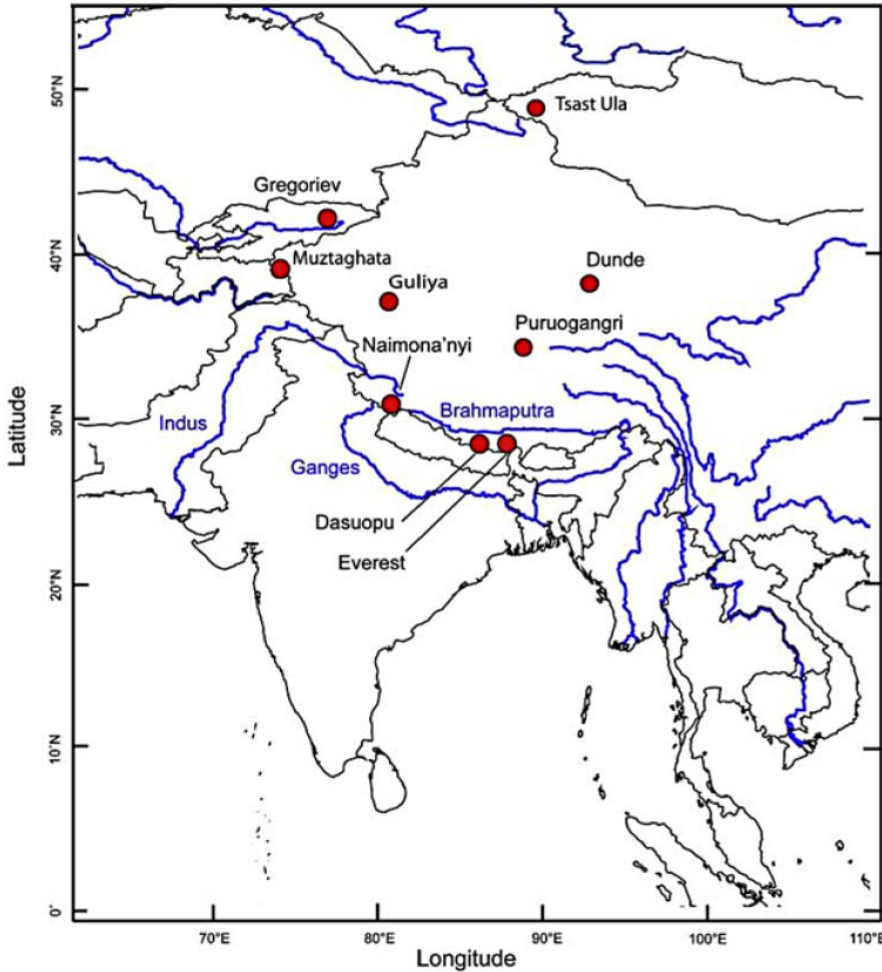 50°N
Tsast Ula
Gregoriev
40°N
Muztaghata
Guliya
Dunde
Puruogangri
Naimona'nyi
Indus
Brahmaputra
30°N
Ganges
Dasuopu
Everest
20°N
10°N
0°
Latitude
70°E
80°E
90°E
100°E
110°E
Longitude